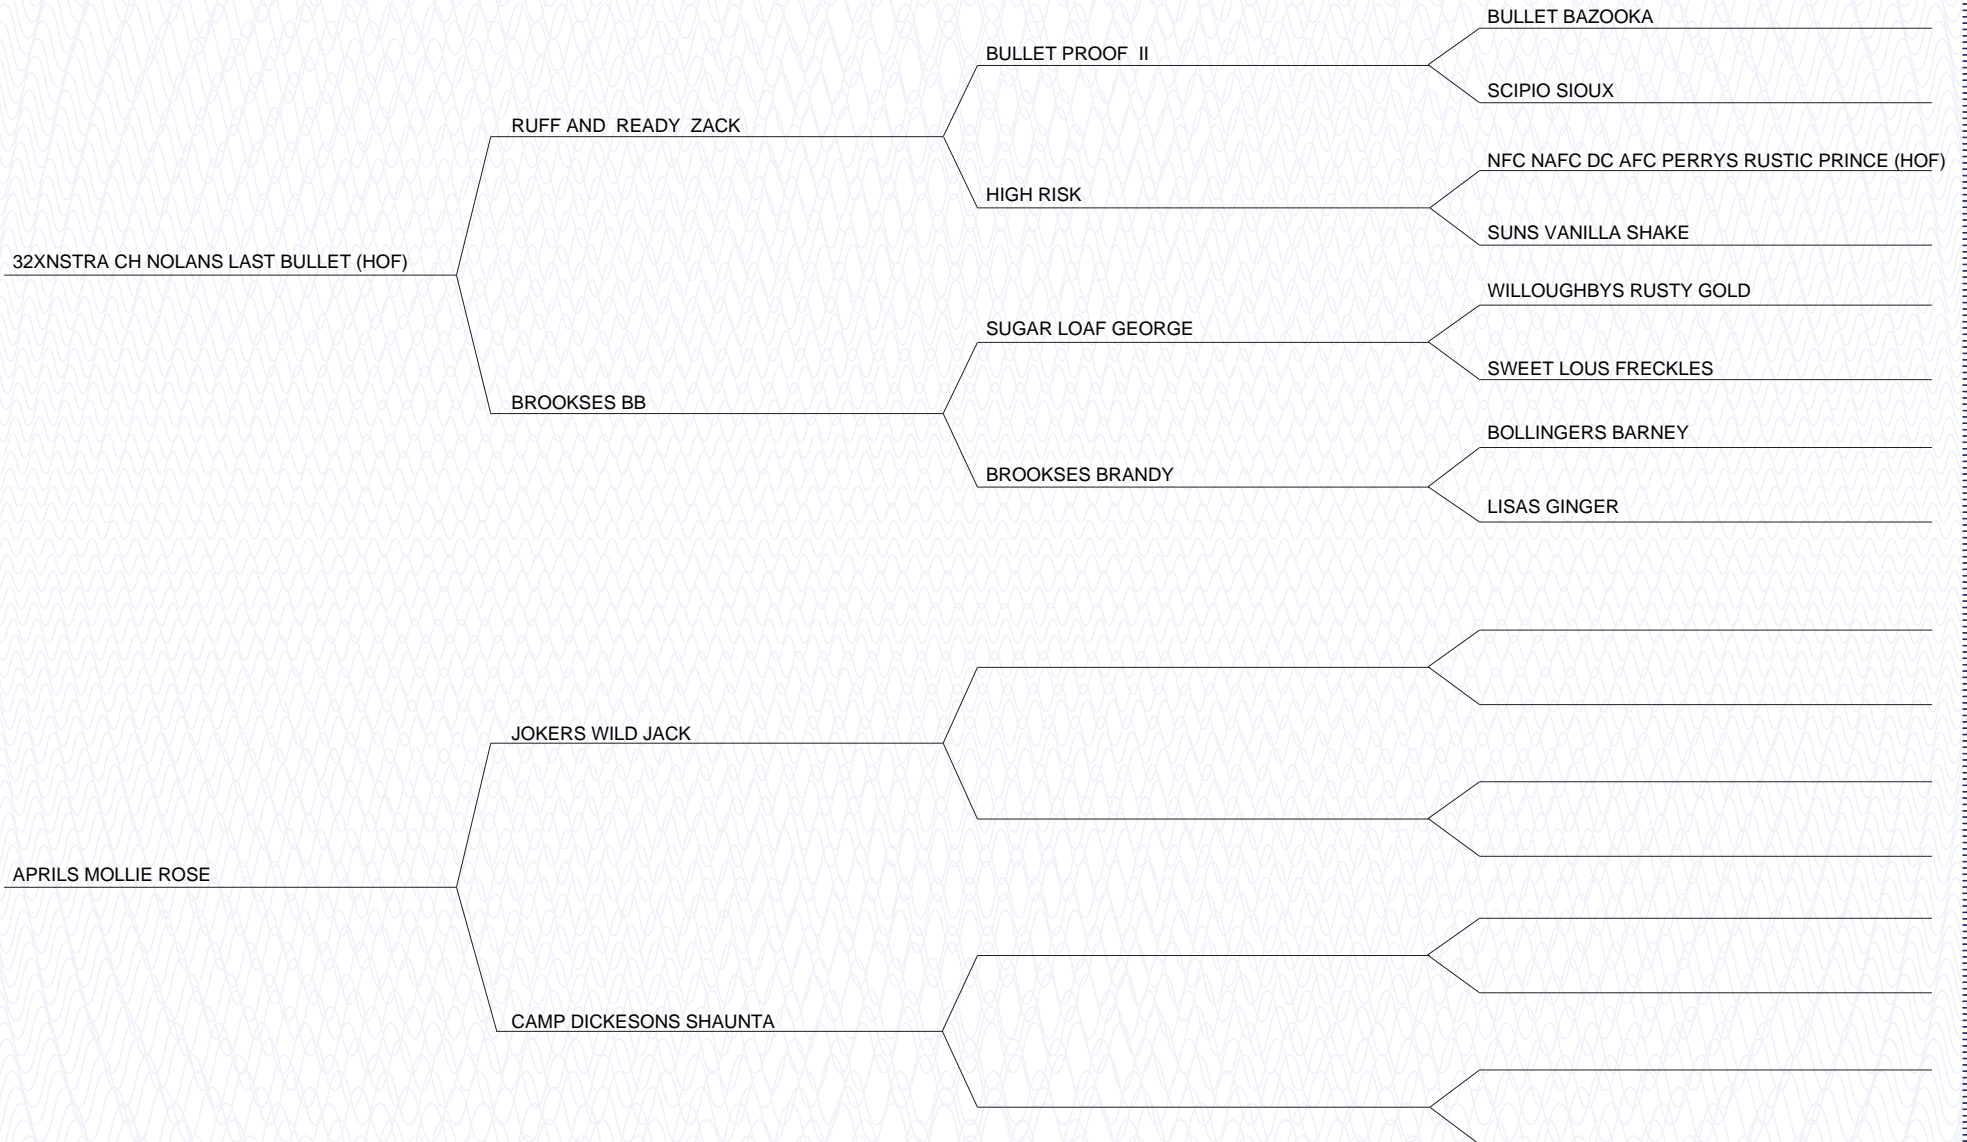 BULLET BAZOOKA
BULLET PROOF  II
SCIPIO SIOUX
RUFF AND  READY  ZACK
NFC NAFC DC AFC PERRYS RUSTIC PRINCE (HOF)
HIGH RISK
SUNS VANILLA SHAKE
32XNSTRA CH NOLANS LAST BULLET (HOF)
WILLOUGHBYS RUSTY GOLD
SUGAR LOAF GEORGE
SWEET LOUS FRECKLES
BROOKSES BB
BOLLINGERS BARNEY
BROOKSES BRANDY
LISAS GINGER
JOKERS WILD JACK
APRILS MOLLIE ROSE
CAMP DICKESONS SHAUNTA